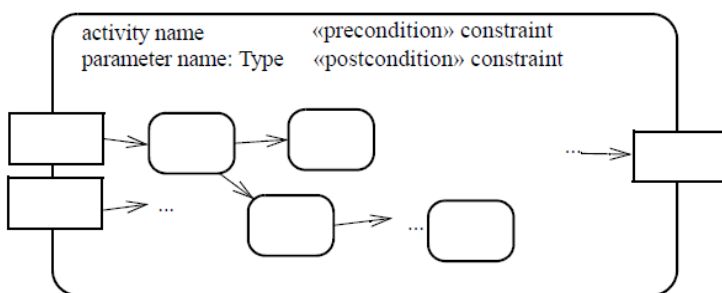 activity name «precondition» constraint
parameter name: Type «postcondition» constraint
...
...
...